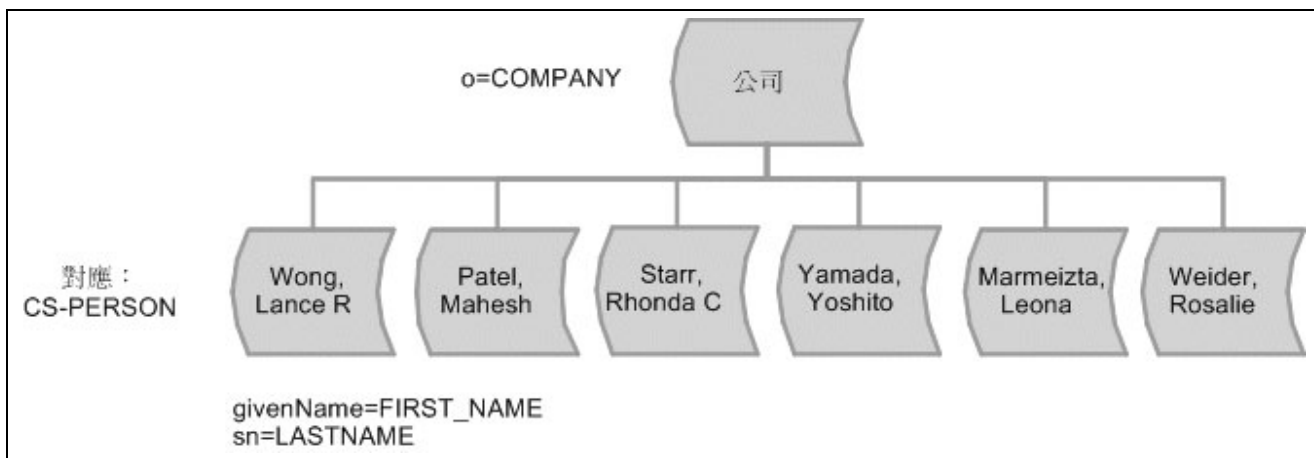 o=COMPANY
公司
對應：
CS-PERSON
Wong,
Lance R
Patel,
Mahesh
Starr,
Rhonda C
Yamada,
Yoshito
Marmeizta,
Leona
Weider,
Rosalie
givenName=FIRST_NAME
sn=LASTNAME